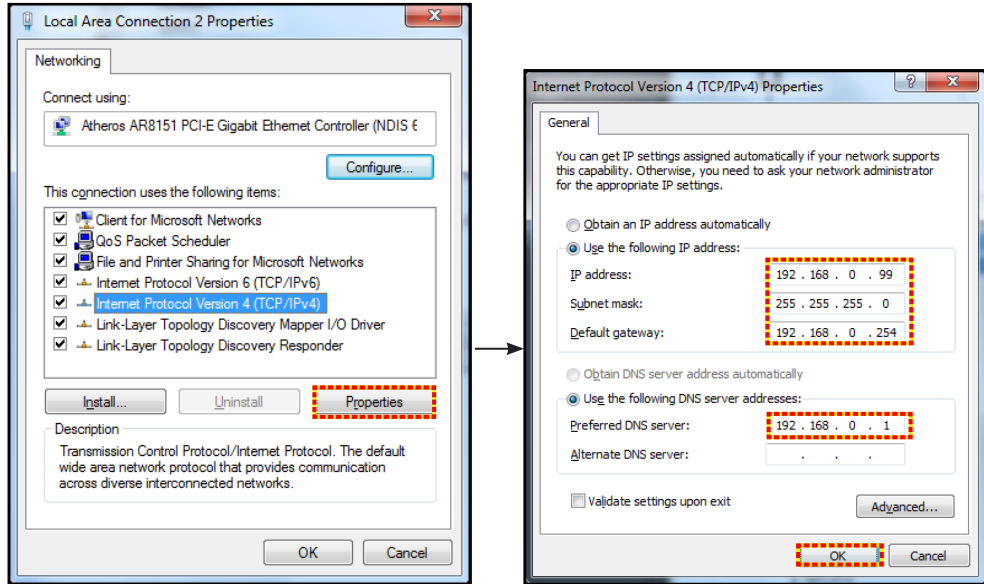 Local Area Connection 2 Properties
Networking
Connect using:
Atheros AR8151 PCI-E Gigabit Ethernet Controller (NDIS 6
Configure...
This connection uses the following items:
Client for Microsoft Networks
QoS Packet Scheduler
File and Printer Sharing for Microsoft Networks
Internet Protocol Version 6 (TCP/IPv6)
Internet Protocol Version 4 (TCP/IPv4)
Link-Layer Topology Discovery Mapper I/O Driver
Link-Layer Topology Discovery Responder
Install...
Uninstall
Properties
Description
Transmission Control Protocol/Internet Protocol. The default
wide area network protocol that provides communication
across diverse interconnected networks.
OK
Cancel
Internet Protocol Version 4 (TCP/IPv4) Properties
General
You can get IP settings assigned automatically if your network supports
this capability. Otherwise, you need to ask your network administrator
for the appropriate IP settings.
Obtain an IP address automatically
Use the following IP address:
IP address: 192 . 168 . 0 . 99
Subnet mask: 255 . 255 . 255 . 0
Default gateway: 192 . 168 . 0 . 254
Obtain DNS server address automatically
Use the following DNS server addresses:
Preferred DNS server: 192 . 168 . 0 . 1
Alternate DNS server: . . .
Validate settings upon exit
Advanced...
OK
Cancel